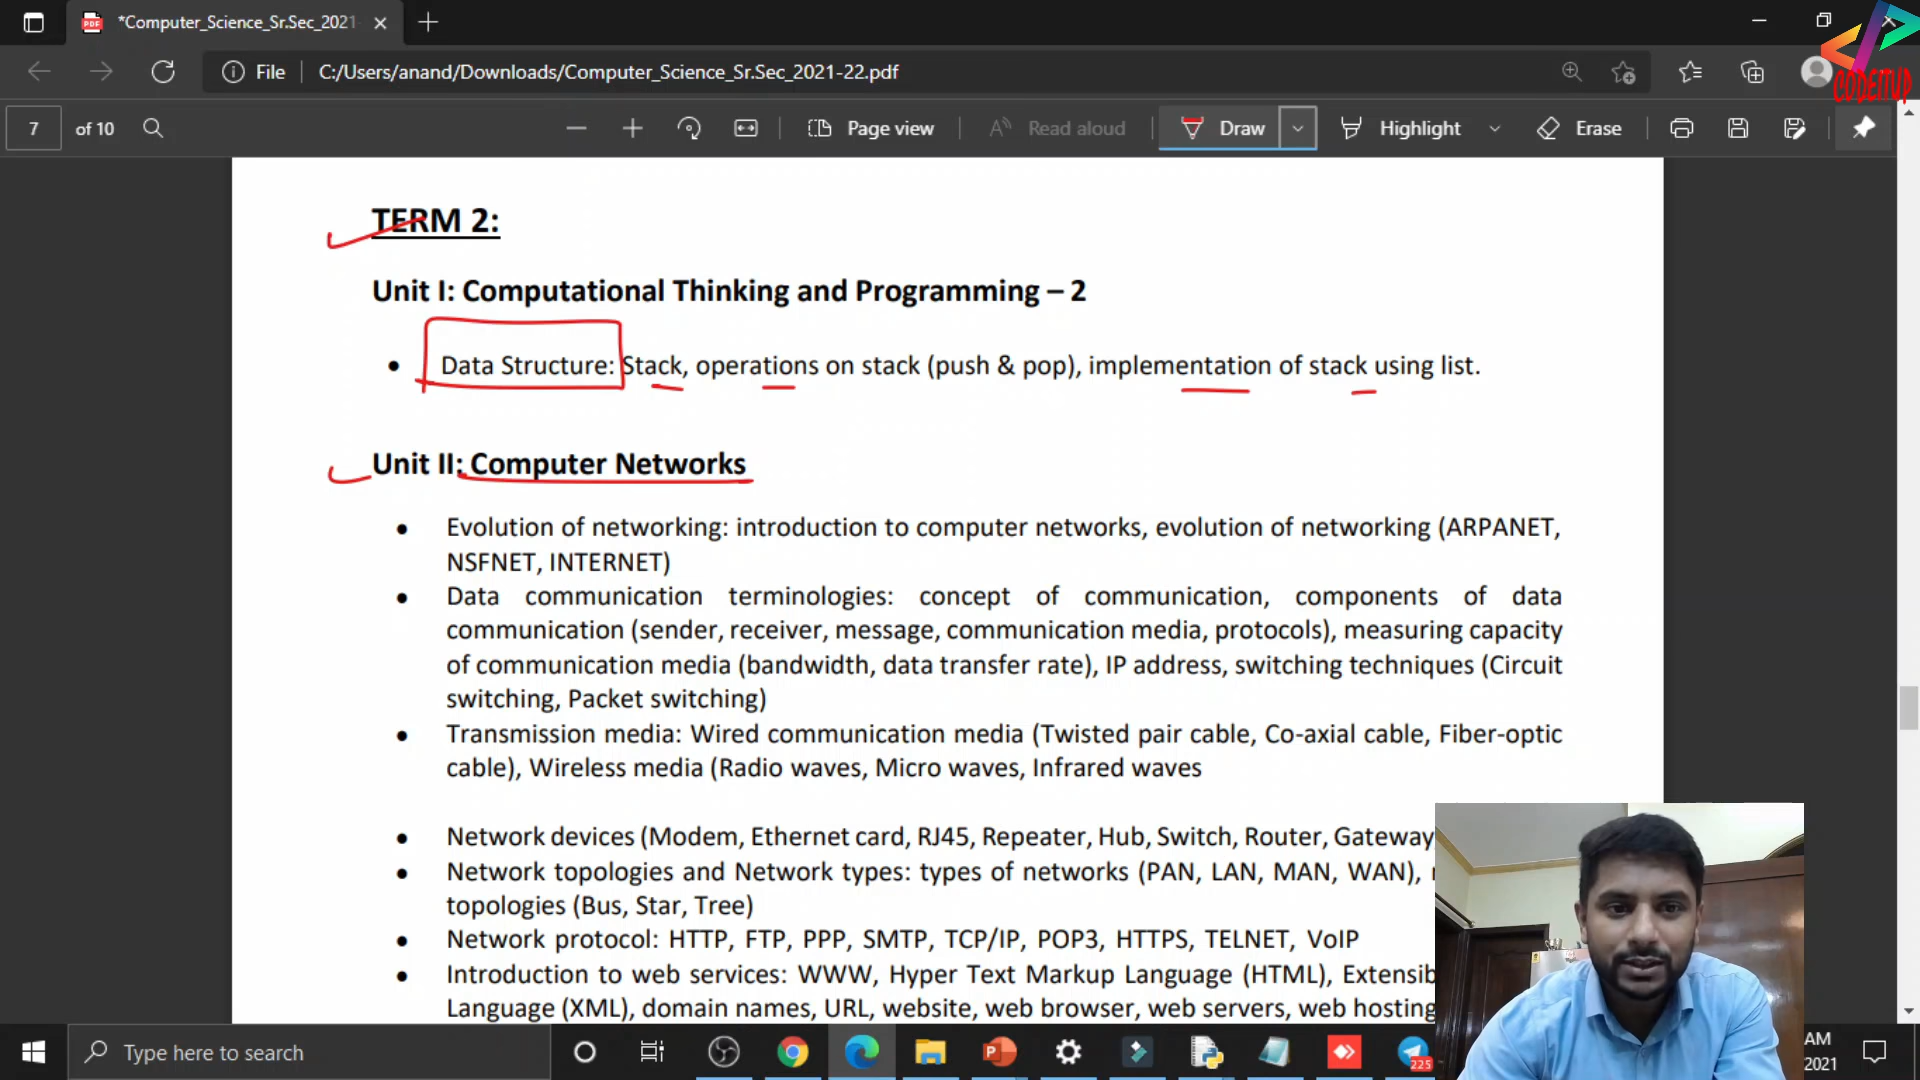 *Computer_Science_Sr.Sec_2021
PDF
File
C:/Users/anand/Downloads/Computer_Science_Sr.Sec_2021-22.pdf
CODEITUP
7 of 10
Page view
Read aloud
Draw
Highlight
Erase
TERM 2:
Unit I: Computational Thinking and Programming – 2
• Data Structure: Stack, operations on stack (push & pop), implementation of stack using list.
Unit II: Computer Networks
• Evolution of networking: introduction to computer networks, evolution of networking (ARPANET,
NSFNET, INTERNET)
• Data communication terminologies: concept of communication, components of data
communication (sender, receiver, message, communication media, protocols), measuring capacity
of communication media (bandwidth, data transfer rate), IP address, switching techniques (Circuit
switching, Packet switching)
• Transmission media: Wired communication media (Twisted pair cable, Co-axial cable, Fiber-optic
cable), Wireless media (Radio waves, Micro waves, Infrared waves
• Network devices (Modem, Ethernet card, RJ45, Repeater, Hub, Switch, Router, Gateway
• Network topologies and Network types: types of networks (PAN, LAN, MAN, WAN),
topologies (Bus, Star, Tree)
• Network protocol: HTTP, FTP, PPP, SMTP, TCP/IP, POP3, HTTPS, TELNET, VoIP
• Introduction to web services: WWW, Hyper Text Markup Language (HTML), Extensib
Language (XML), domain names, URL, website, web browser, web servers, web hosting
Type here to search
225
AM
2021